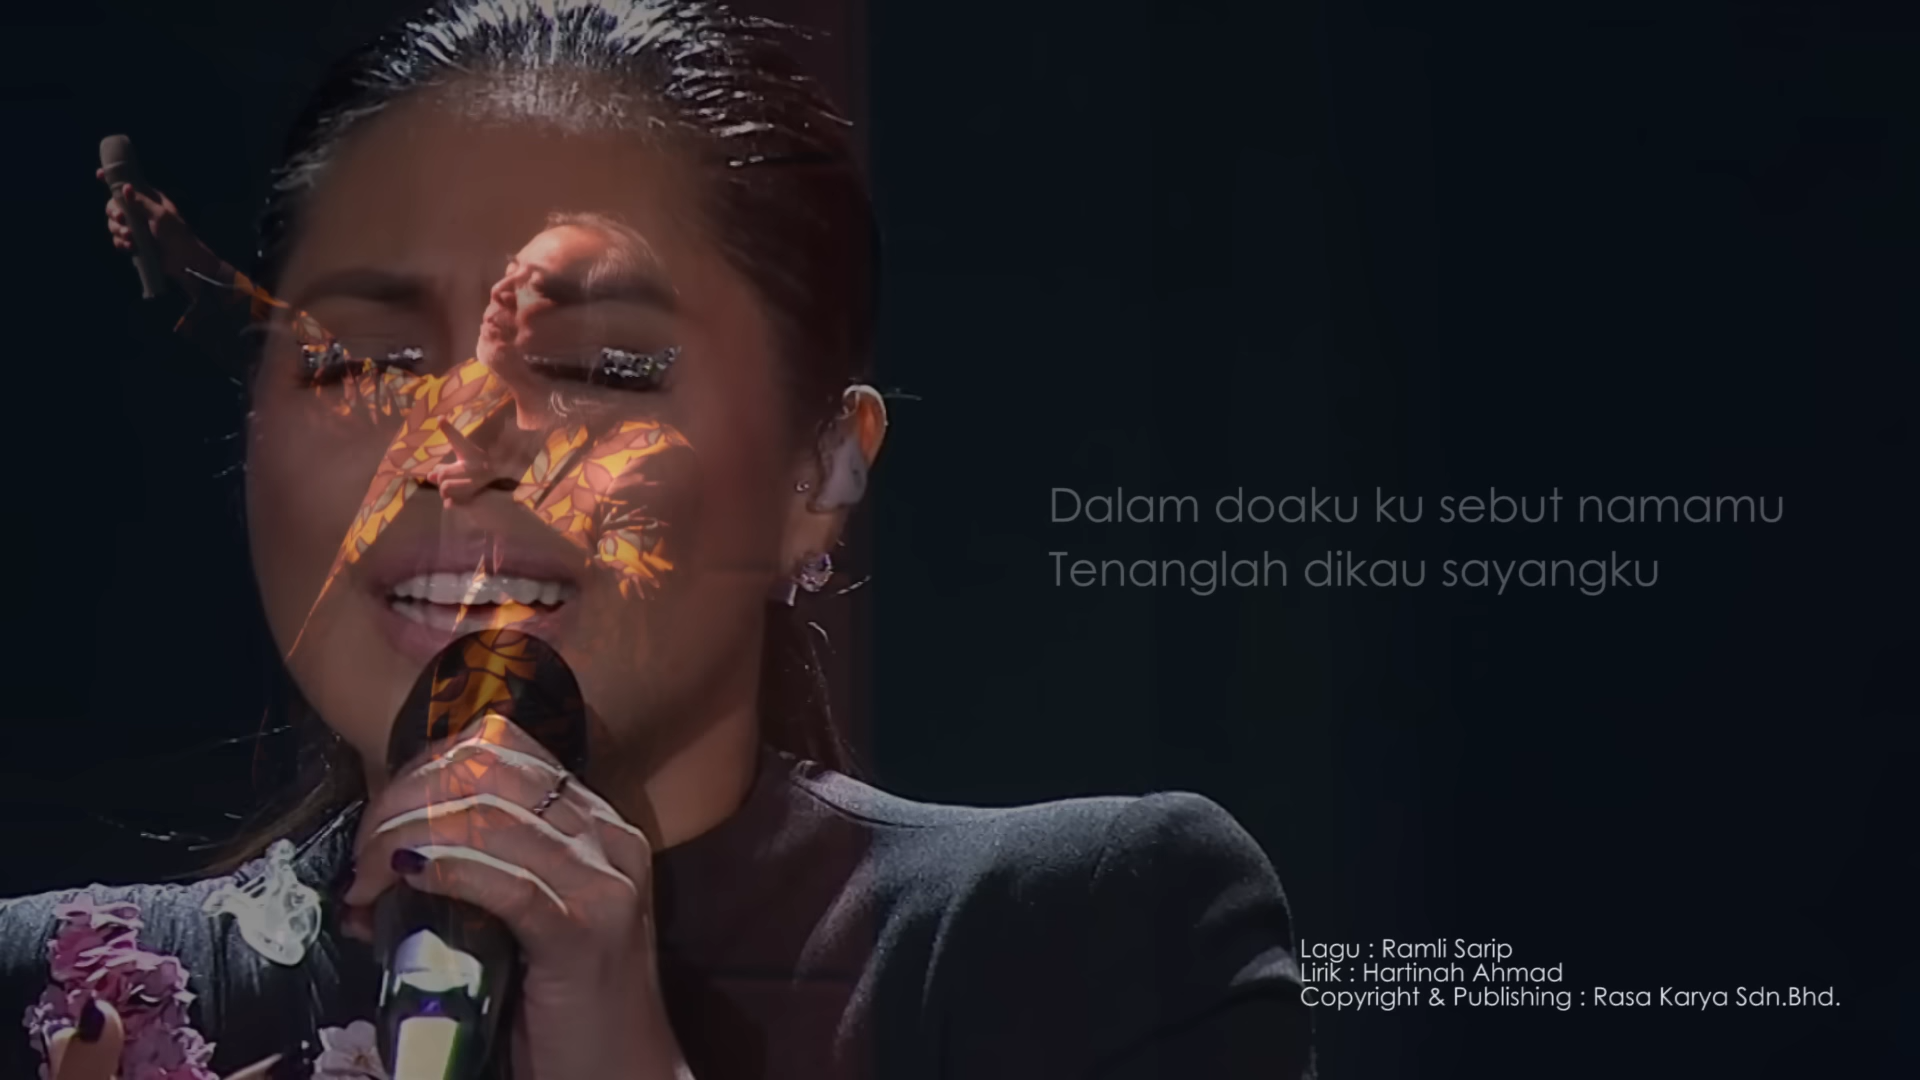 Dalam doaku ku sebut namamu
Tenanglah dikau sayangku
Lagu : Ramli Sarip
Lirik : Hartinah Ahmad
Copyright & Publishing : Rasa Karya Sdn.Bhd.